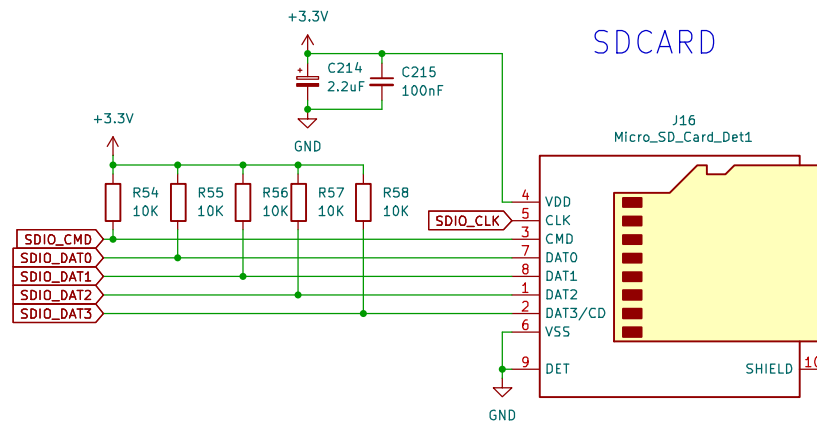 +3.3V
SDCARD
C214
2.2uF
C215
100nF
GND
+3.3V
J16
Micro_SD_Card_Det1
R54
10K
R55
10K
R56
10K
R57
10K
R58
10K
4 VDD
SDIO_CLK 5 CLK
SDIO_CMD 3 CMD
SDIO_DAT0 7 DAT0
SDIO_DAT1 8 DAT1
SDIO_DAT2 1 DAT2
SDIO_DAT3 2 DAT3/CD
6 VSS
9 DET
SHIELD 10
GND